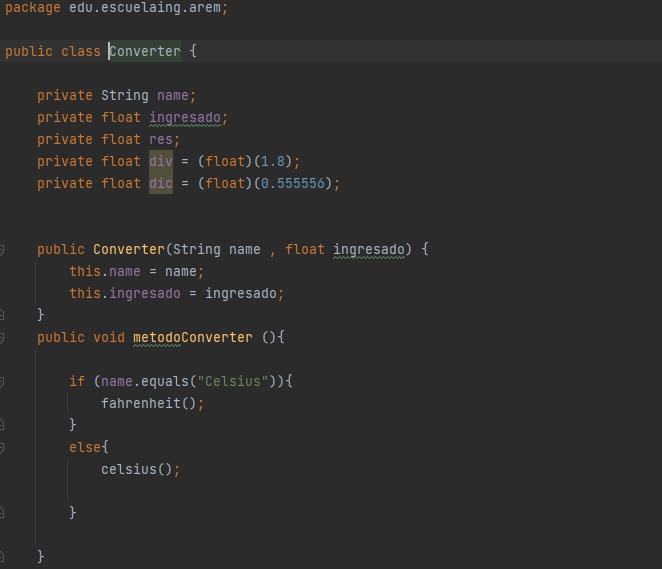 package edu.escuelaing.arem;
public class Converter {
private String name;
private float ingresado;
private float res;
private float div = (float)(1.8);
private float dic = (float)(0.555556);
public Converter(String name , float ingresado) {
this.name = name;
this.ingresado = ingresado;
}
public void metodoConverter (){
if (name.equals("Celsius")){
fahrenheit();
}
else{
celsius();
}
}